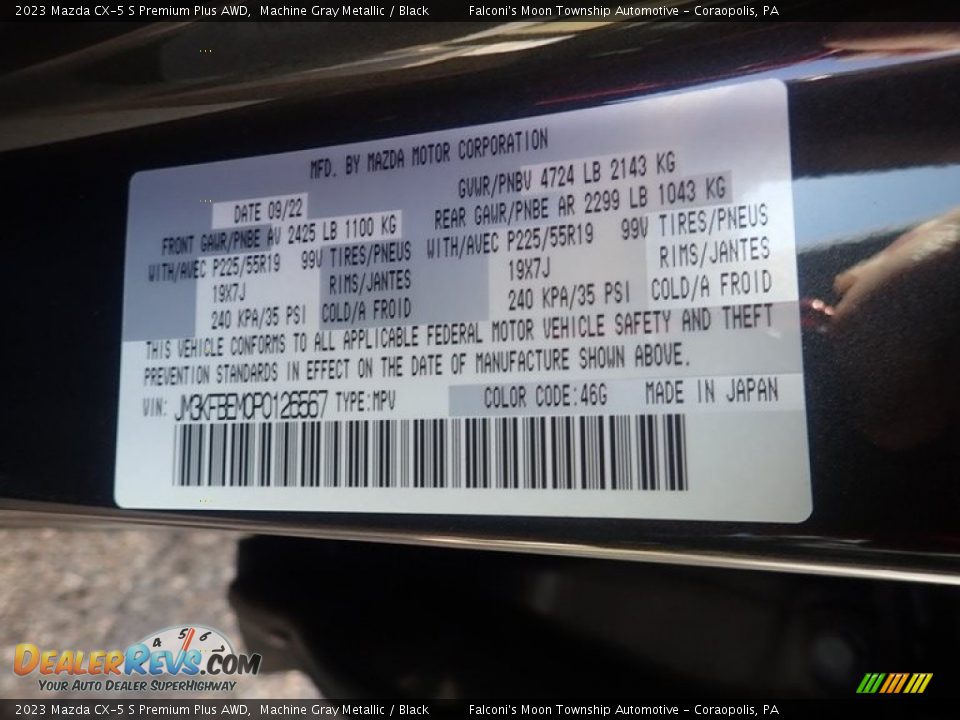 2023 Mazda CX-5 S Premium Plus AWD,  Machine Gray Metallic / Black  Falconi's Moon Township Automotive - Coraopolis, PA
MFD. BY MAZDA MOTOR CORPORATION
DATE 09/22  GVWR/PNBV 4724 LB 2143 KG
FRONT GAWR/PNBE AV 2425 LB 1100 KG  REAR GAWR/PNBE AR 2299 LB 1043 KG
WITH/AVEC P225/55R19  99V TIRES/PNEUS  WITH/AVEC P225/55R19  99V TIRES/PNEUS
19X7J  RIMS/JANTES  19X7J  RIMS/JANTES
240 KPA/35 PSI  COLD/A FROID  240 KPA/35 PSI  COLD/A FROID
THIS VEHICLE CONFORMS TO ALL APPLICABLE FEDERAL MOTOR VEHICLE SAFETY AND THEFT
PREVENTION STANDARDS IN EFFECT ON THE DATE OF MANUFACTURE SHOWN ABOVE.
VIN: JM3KFBEM0P0126567 TYPE:MPV  COLOR CODE:46G  MADE IN JAPAN
4 5 6
DEALERREVS.COM
YOUR AUTO DEALER SUPERHIGHWAY
2023 Mazda CX-5 S Premium Plus AWD,  Machine Gray Metallic / Black  Falconi's Moon Township Automotive - Coraopolis, PA